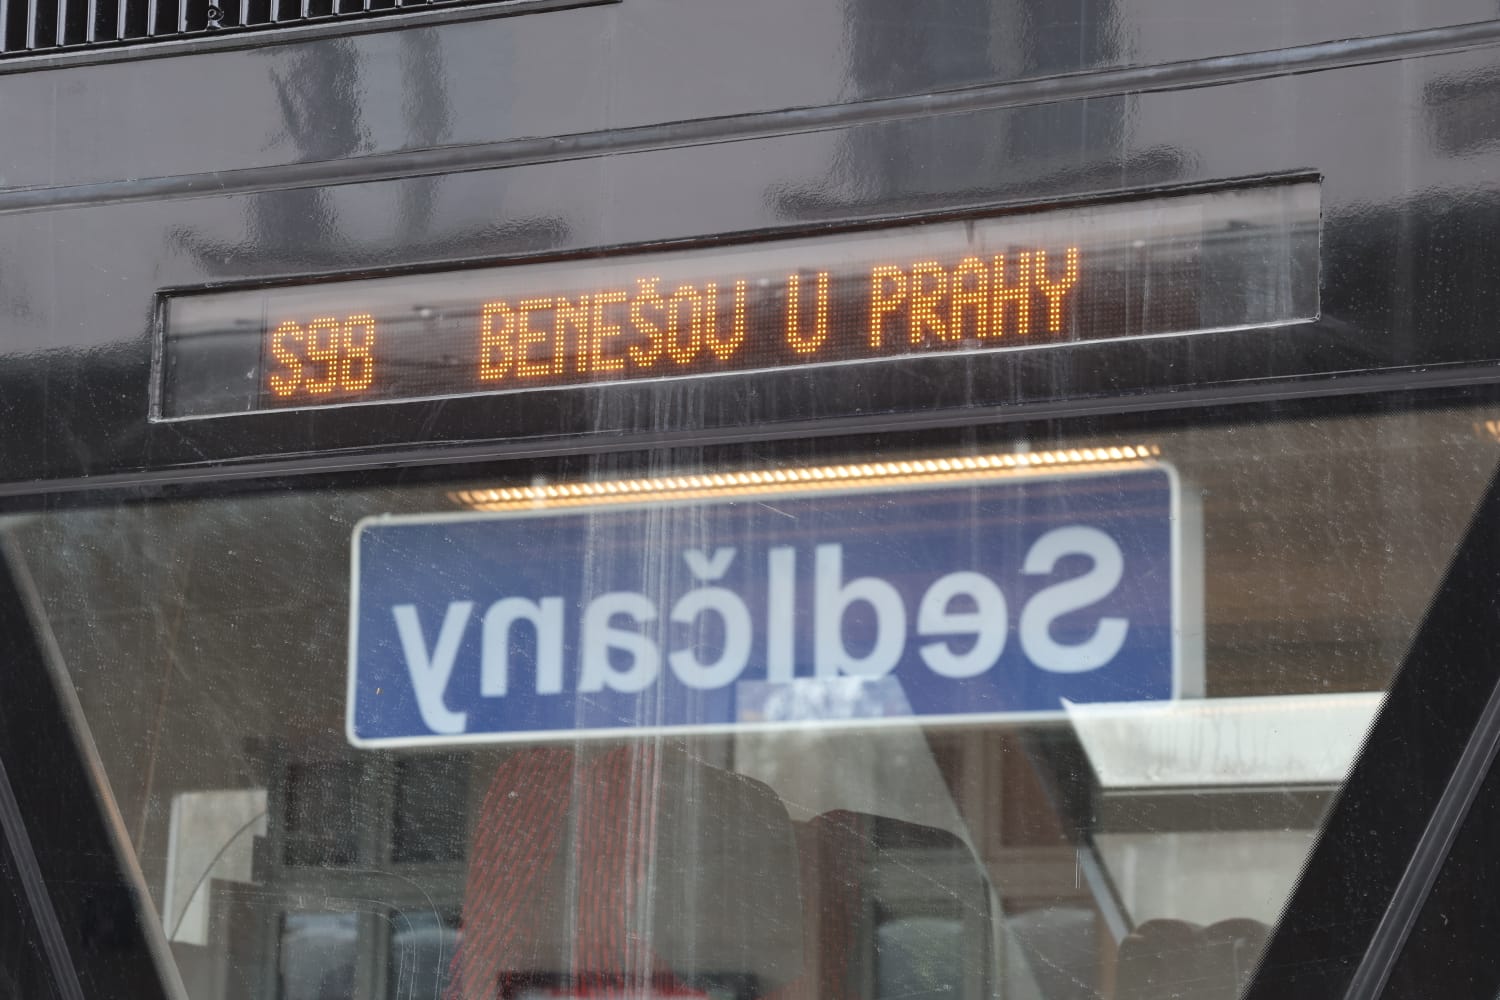 S98 BENEŠOV U PRAHY
Sedlčany